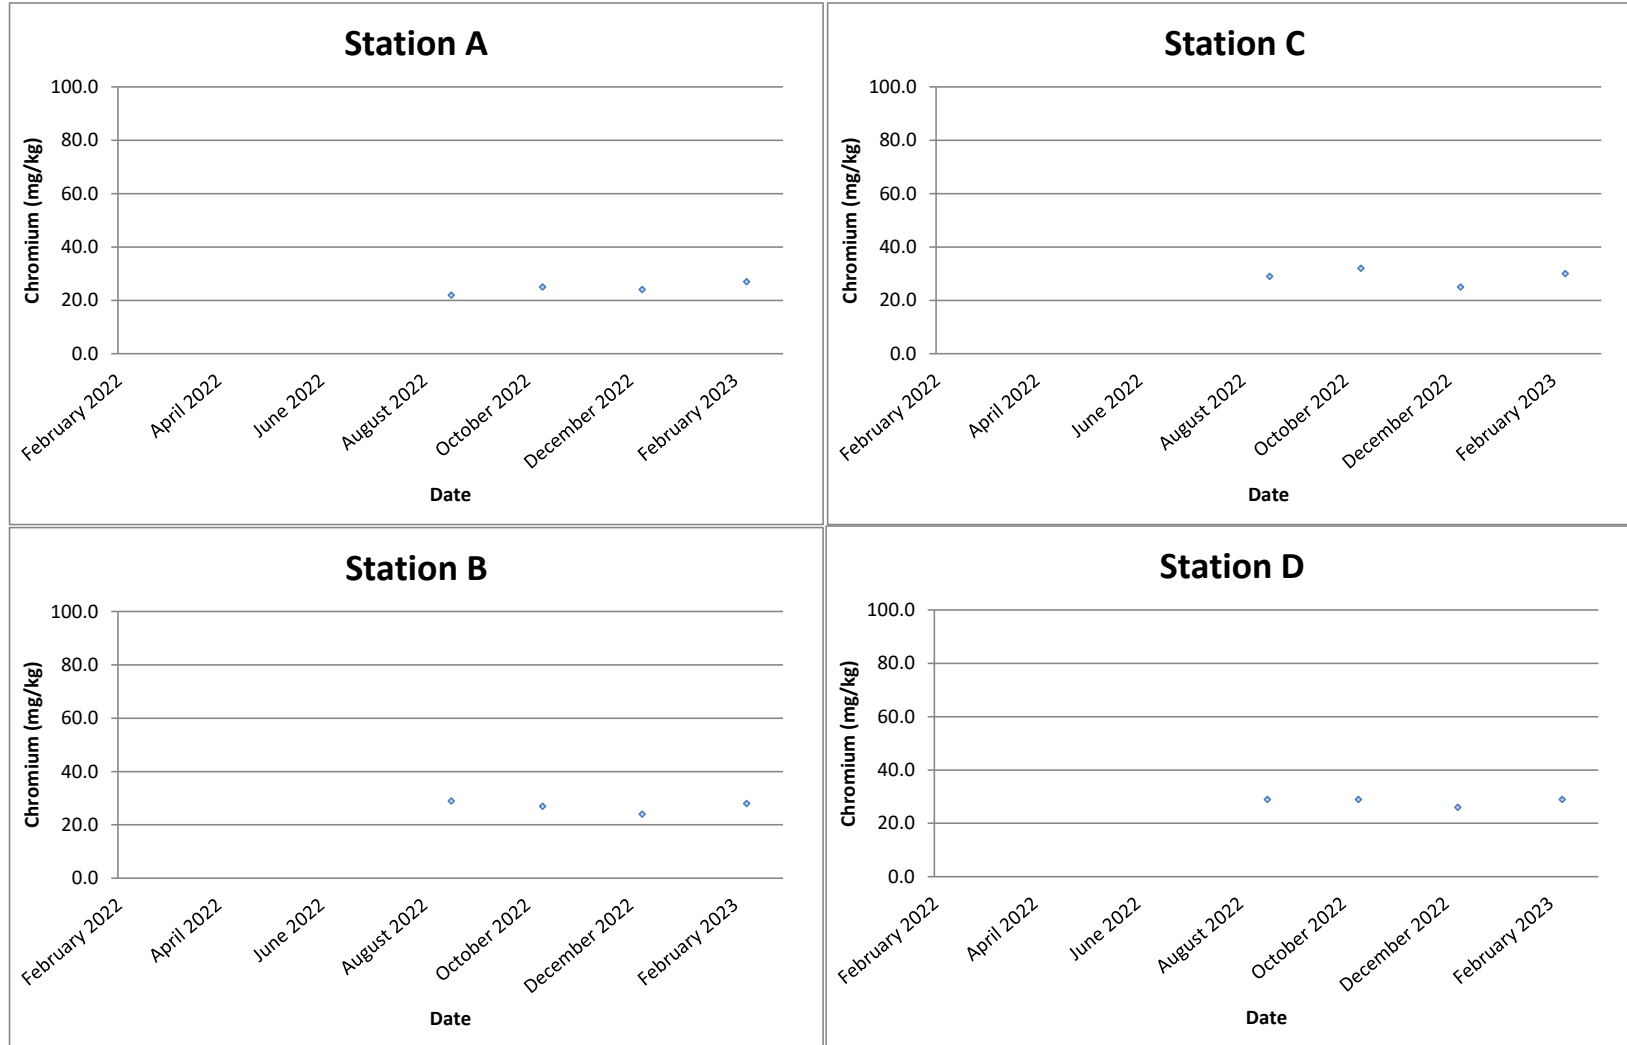 Station A
100.0
80.0
60.0
40.0
20.0
0.0
Chromium (mg/kg)
February 2022
April 2022
June 2022
August 2022
October 2022
December 2022
February 2023
Date
Station C
100.0
80.0
60.0
40.0
20.0
0.0
Chromium (mg/kg)
February 2022
April 2022
June 2022
August 2022
October 2022
December 2022
February 2023
Date
Station B
100.0
80.0
60.0
40.0
20.0
0.0
Chromium (mg/kg)
February 2022
April 2022
June 2022
August 2022
October 2022
December 2022
February 2023
Date
Station D
100.0
80.0
60.0
40.0
20.0
0.0
Chromium (mg/kg)
February 2022
April 2022
June 2022
August 2022
October 2022
December 2022
February 2023
Date